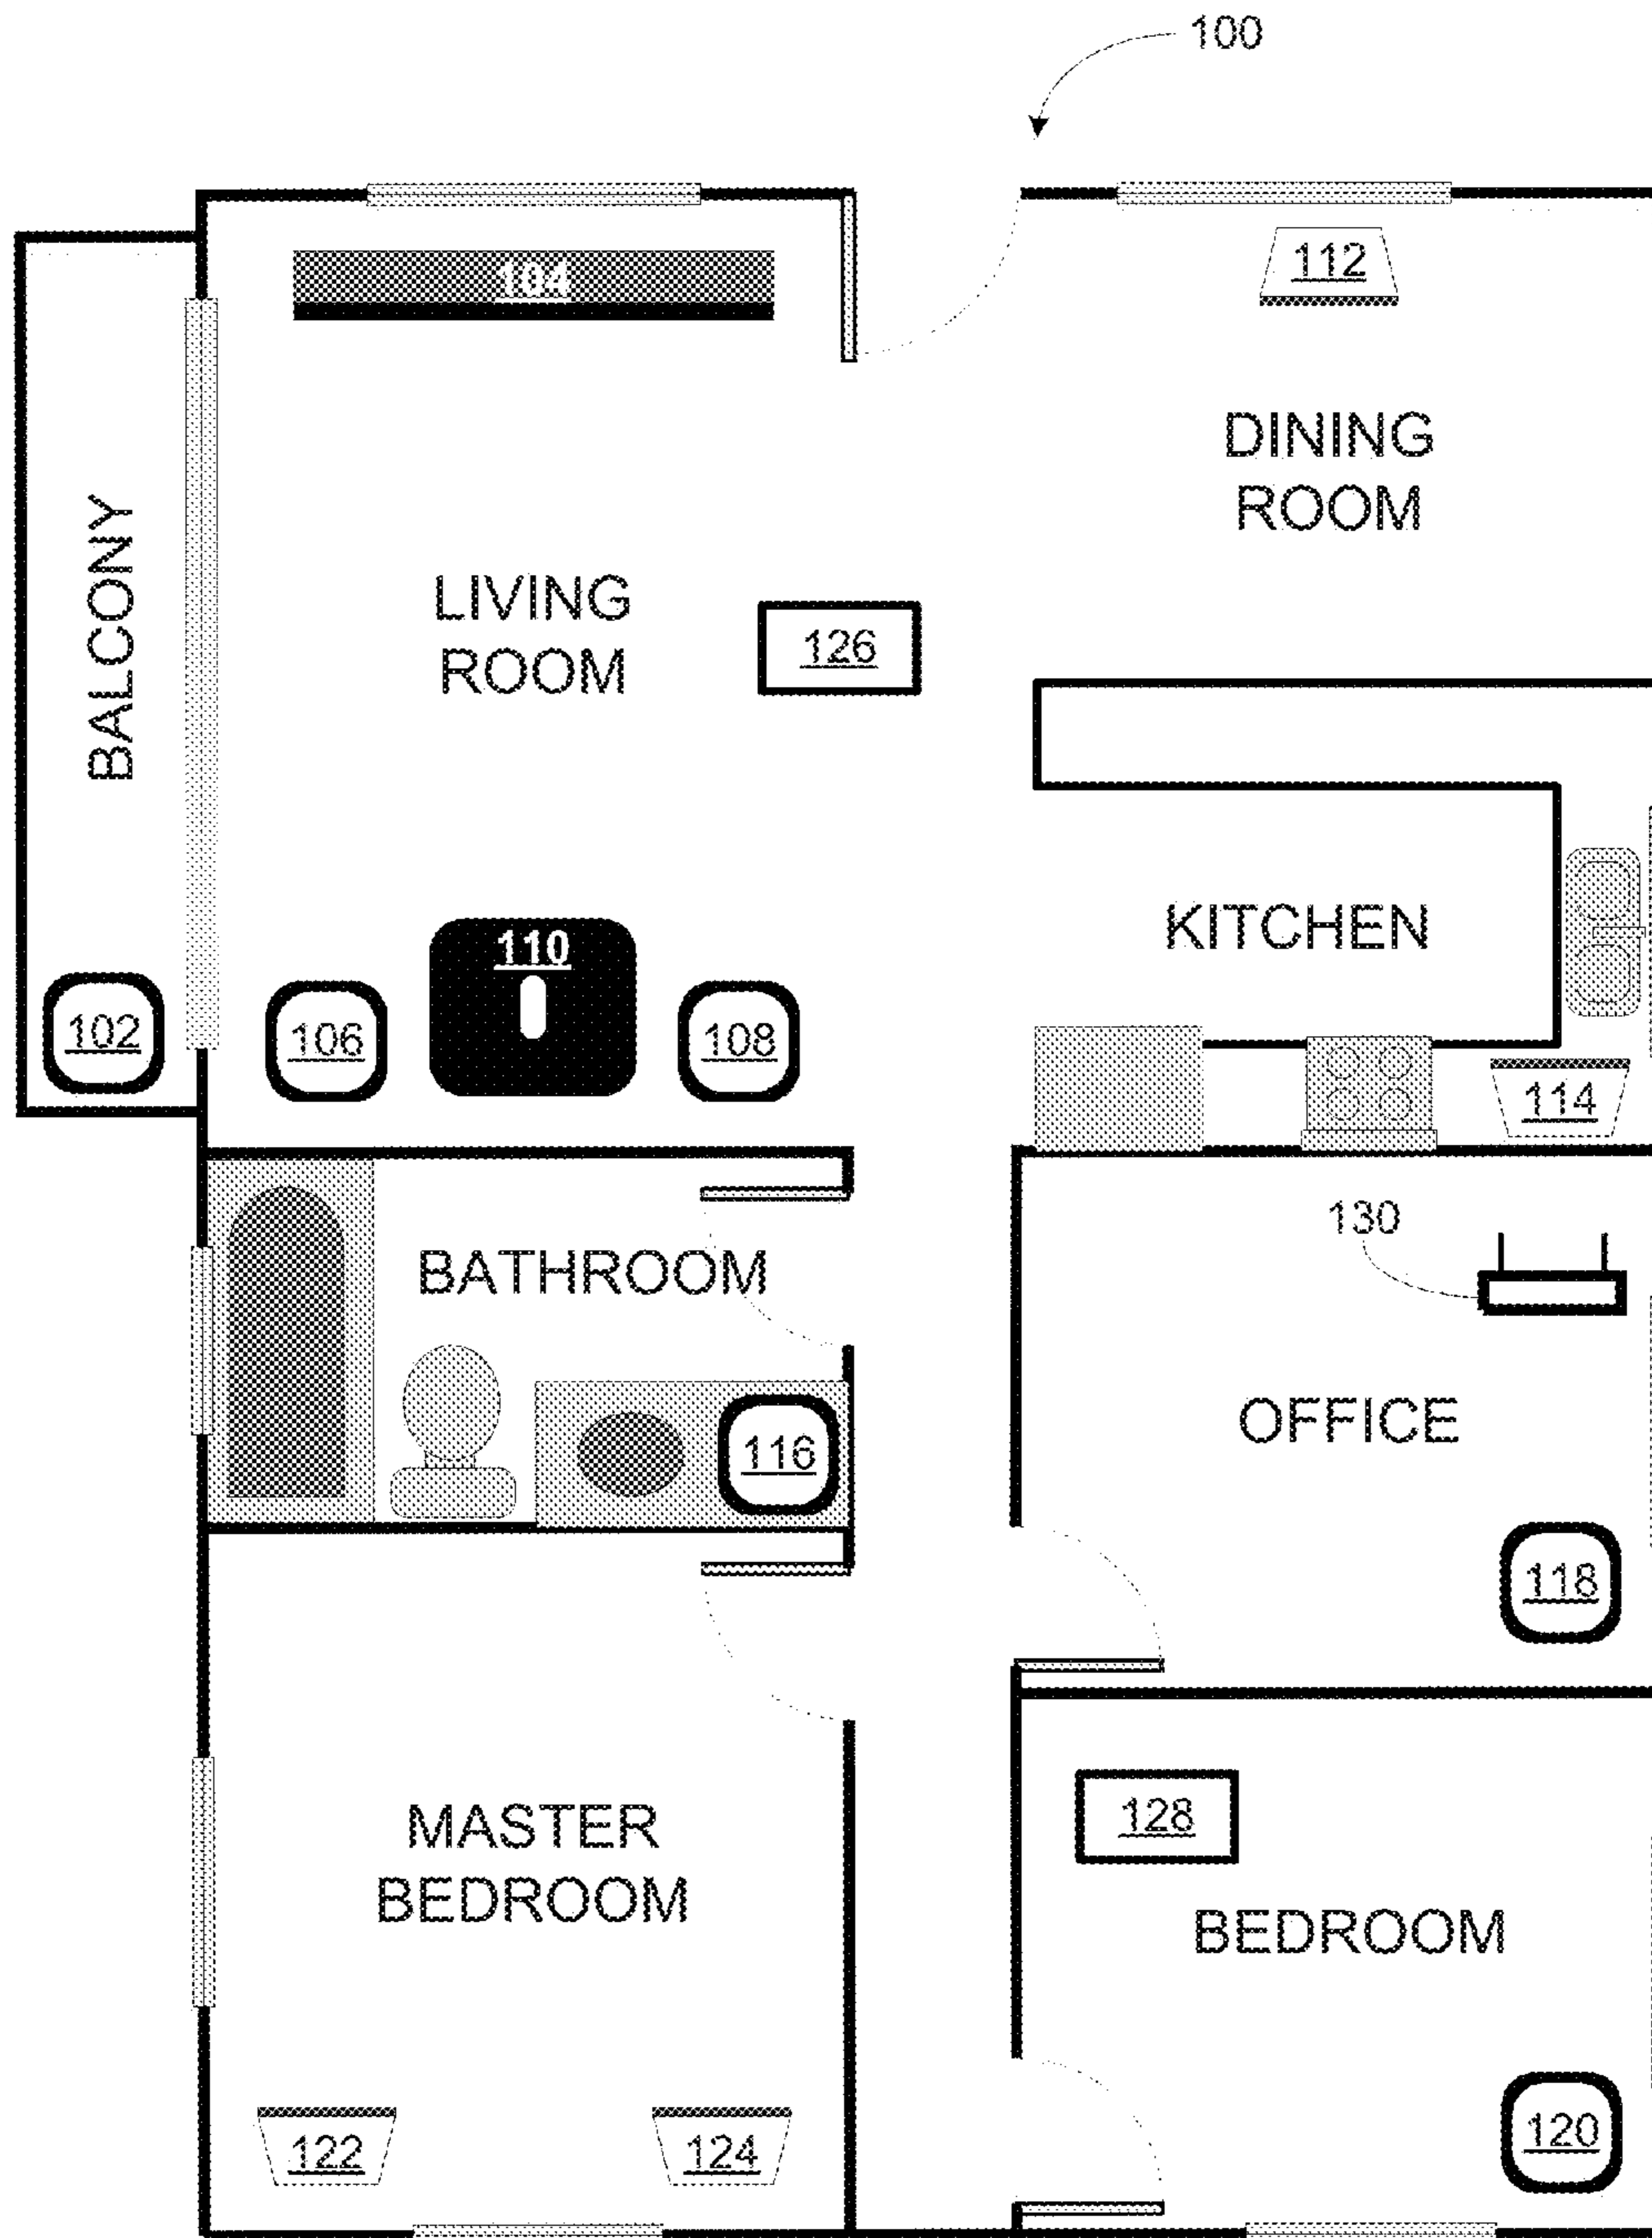 100
104
112
DINING
ROOM
BALCONY
LIVING
ROOM
126
110
KITCHEN
102
106
108
114
130
BATHROOM
OFFICE
116
118
128
MASTER
BEDROOM
BEDROOM
122
124
120